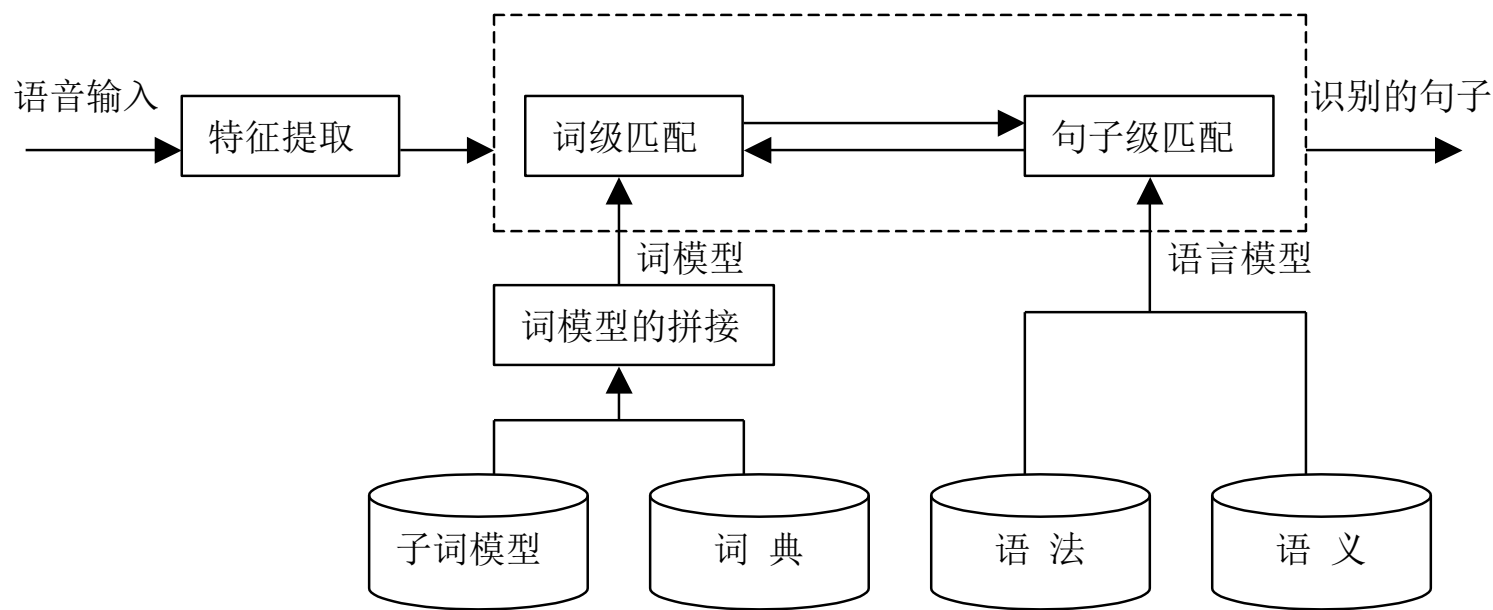 语音输入
特征提取
词级匹配
句子级匹配
识别的句子
词模型
语言模型
词模型的拼接
子词模型
词 典
语 法
语 义